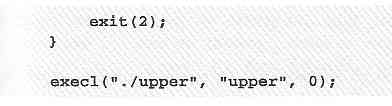 exit(2);
}
execl("./upper", "upper", 0);